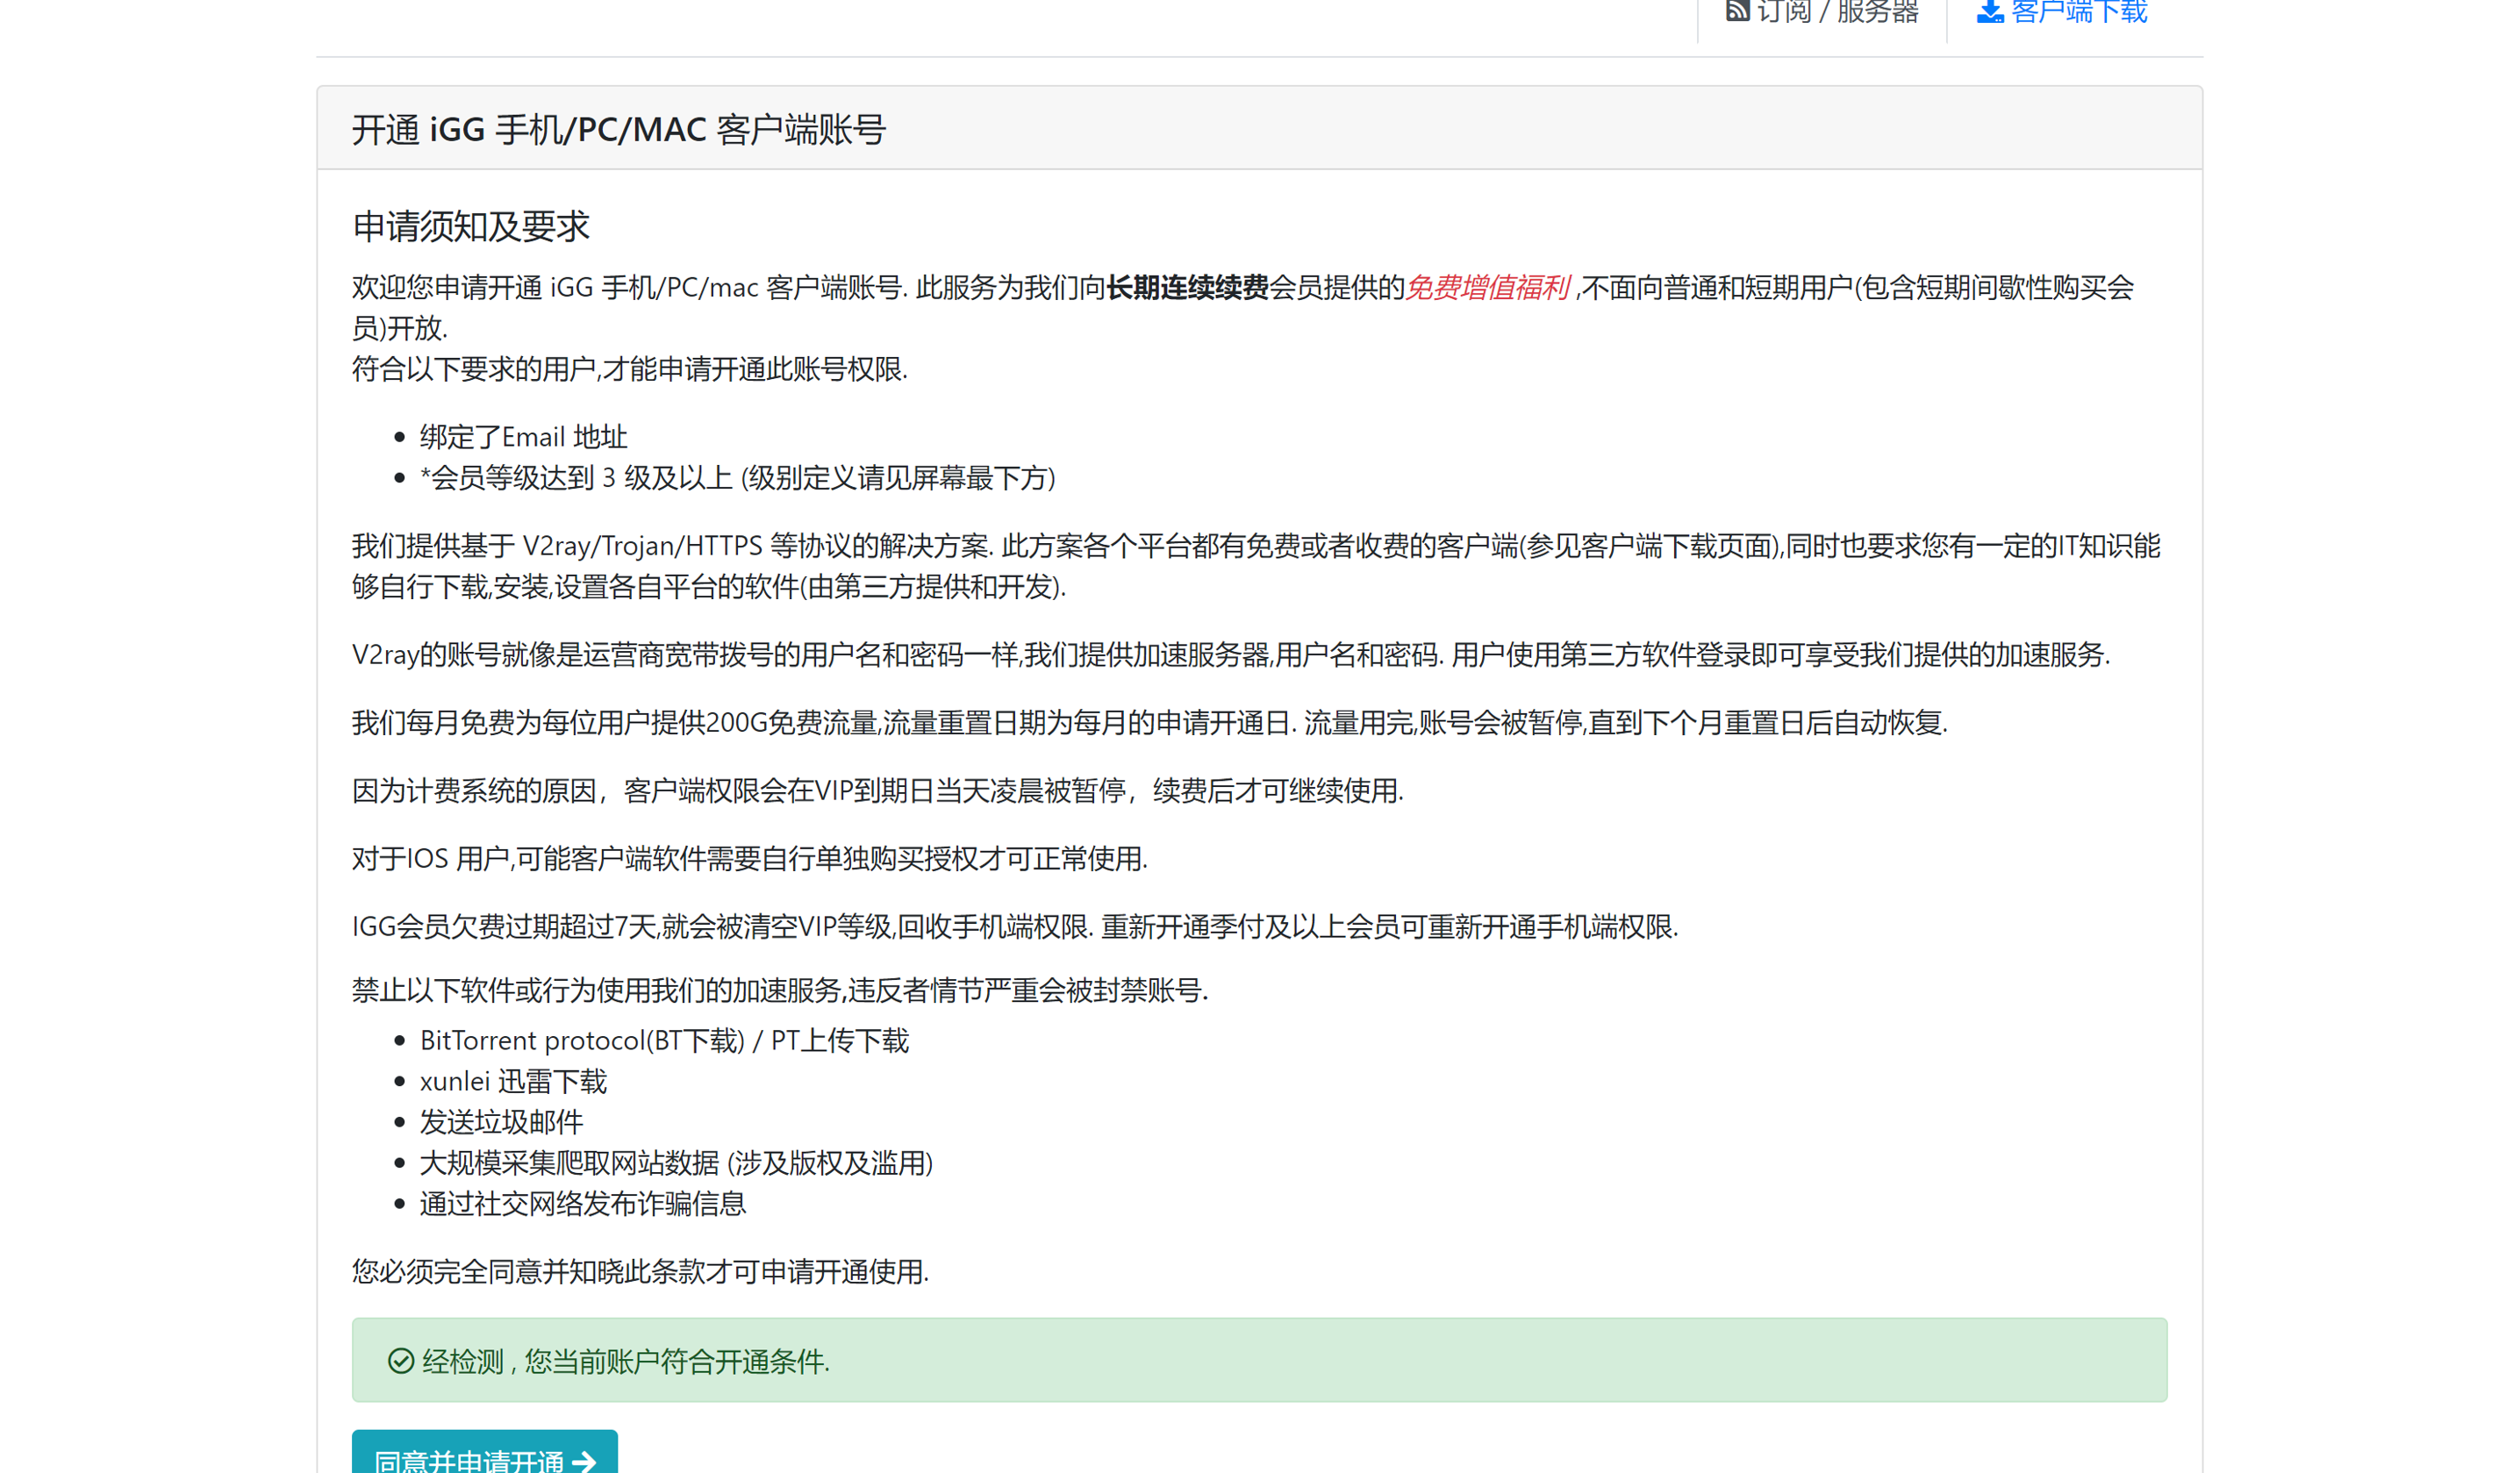 订阅 / 服务器
客户端下载
开通 iGG 手机/PC/MAC 客户端账号
申请须知及要求
欢迎您申请开通 iGG 手机/PC/mac 客户端账号. 此服务为我们向长期连续续费会员提供的免费增值福利 ,不面向普通和短期用户(包含短期间歇性购买会
员)开放.
符合以下要求的用户,才能申请开通此账号权限.
绑定了Email 地址
*会员等级达到 3 级及以上 (级别定义请见屏幕最下方)
我们提供基于 V2ray/Trojan/HTTPS 等协议的解决方案. 此方案各个平台都有免费或者收费的客户端(参见客户端下载页面),同时也要求您有一定的IT知识能
够自行下载,安装,设置各自平台的软件(由第三方提供和开发).
V2ray的账号就像是运营商宽带拨号的用户名和密码一样,我们提供加速服务器,用户名和密码. 用户使用第三方软件登录即可享受我们提供的加速服务.
我们每月免费为每位用户提供200G免费流量,流量重置日期为每月的申请开通日. 流量用完,账号会被暂停,直到下个月重置日后自动恢复.
因为计费系统的原因，客户端权限会在VIP到期日当天凌晨被暂停，续费后才可继续使用.
对于IOS 用户,可能客户端软件需要自行单独购买授权才可正常使用.
IGG会员欠费过期超过7天,就会被清空VIP等级,回收手机端权限. 重新开通季付及以上会员可重新开通手机端权限.
禁止以下软件或行为使用我们的加速服务,违反者情节严重会被封禁账号.
BitTorrent protocol(BT下载) / PT上传下载
xunlei 迅雷下载
发送垃圾邮件
大规模采集爬取网站数据 (涉及版权及滥用)
通过社交网络发布诈骗信息
您必须完全同意并知晓此条款才可申请开通使用.
经检测 , 您当前账户符合开通条件.
同意并申请开通